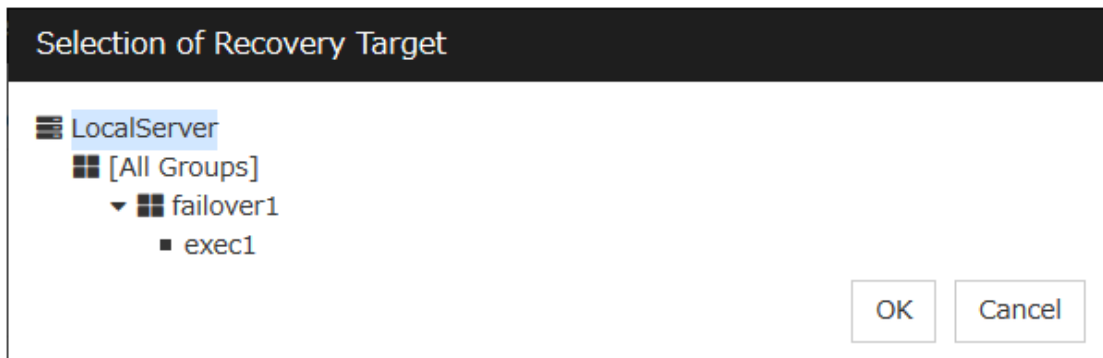 Selection of Recovery Target
LocalServer
[All Groups]
failover1
exec1
OK Cancel